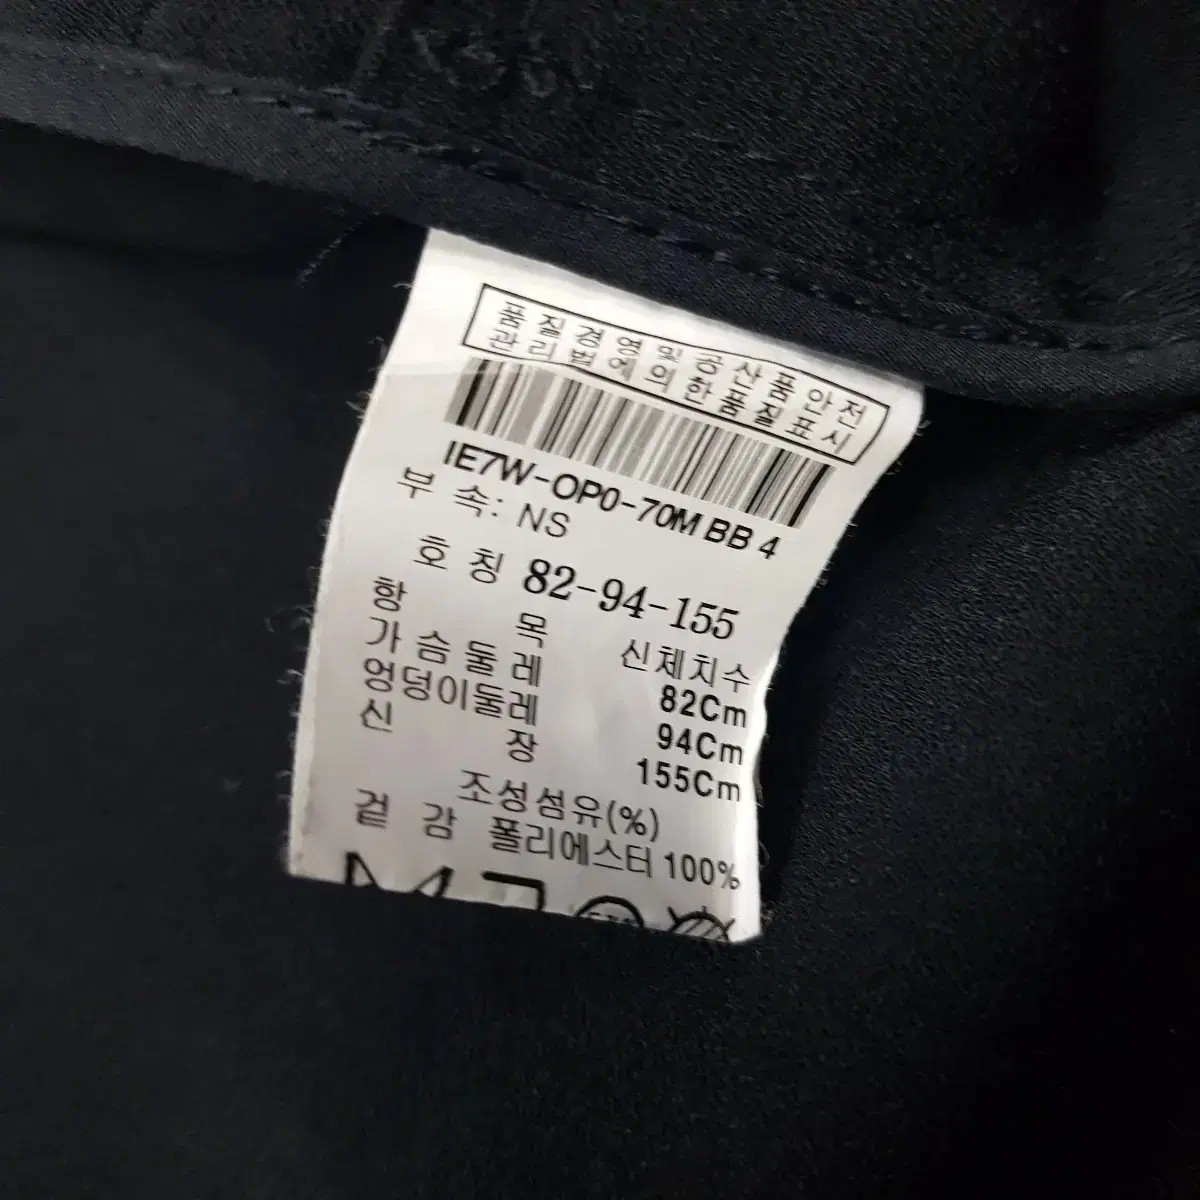 품질경영및공산품안전
관리법에의한품질표시
IE7W-OP0-70M BB 4
부 속: NS
호 칭 82-94-155
항 목 신체치수
가 슴 둘 레 82Cm
엉덩이둘레 94Cm
신 장 155Cm
조성섬유(%)
겉 감 폴리에스터 100%